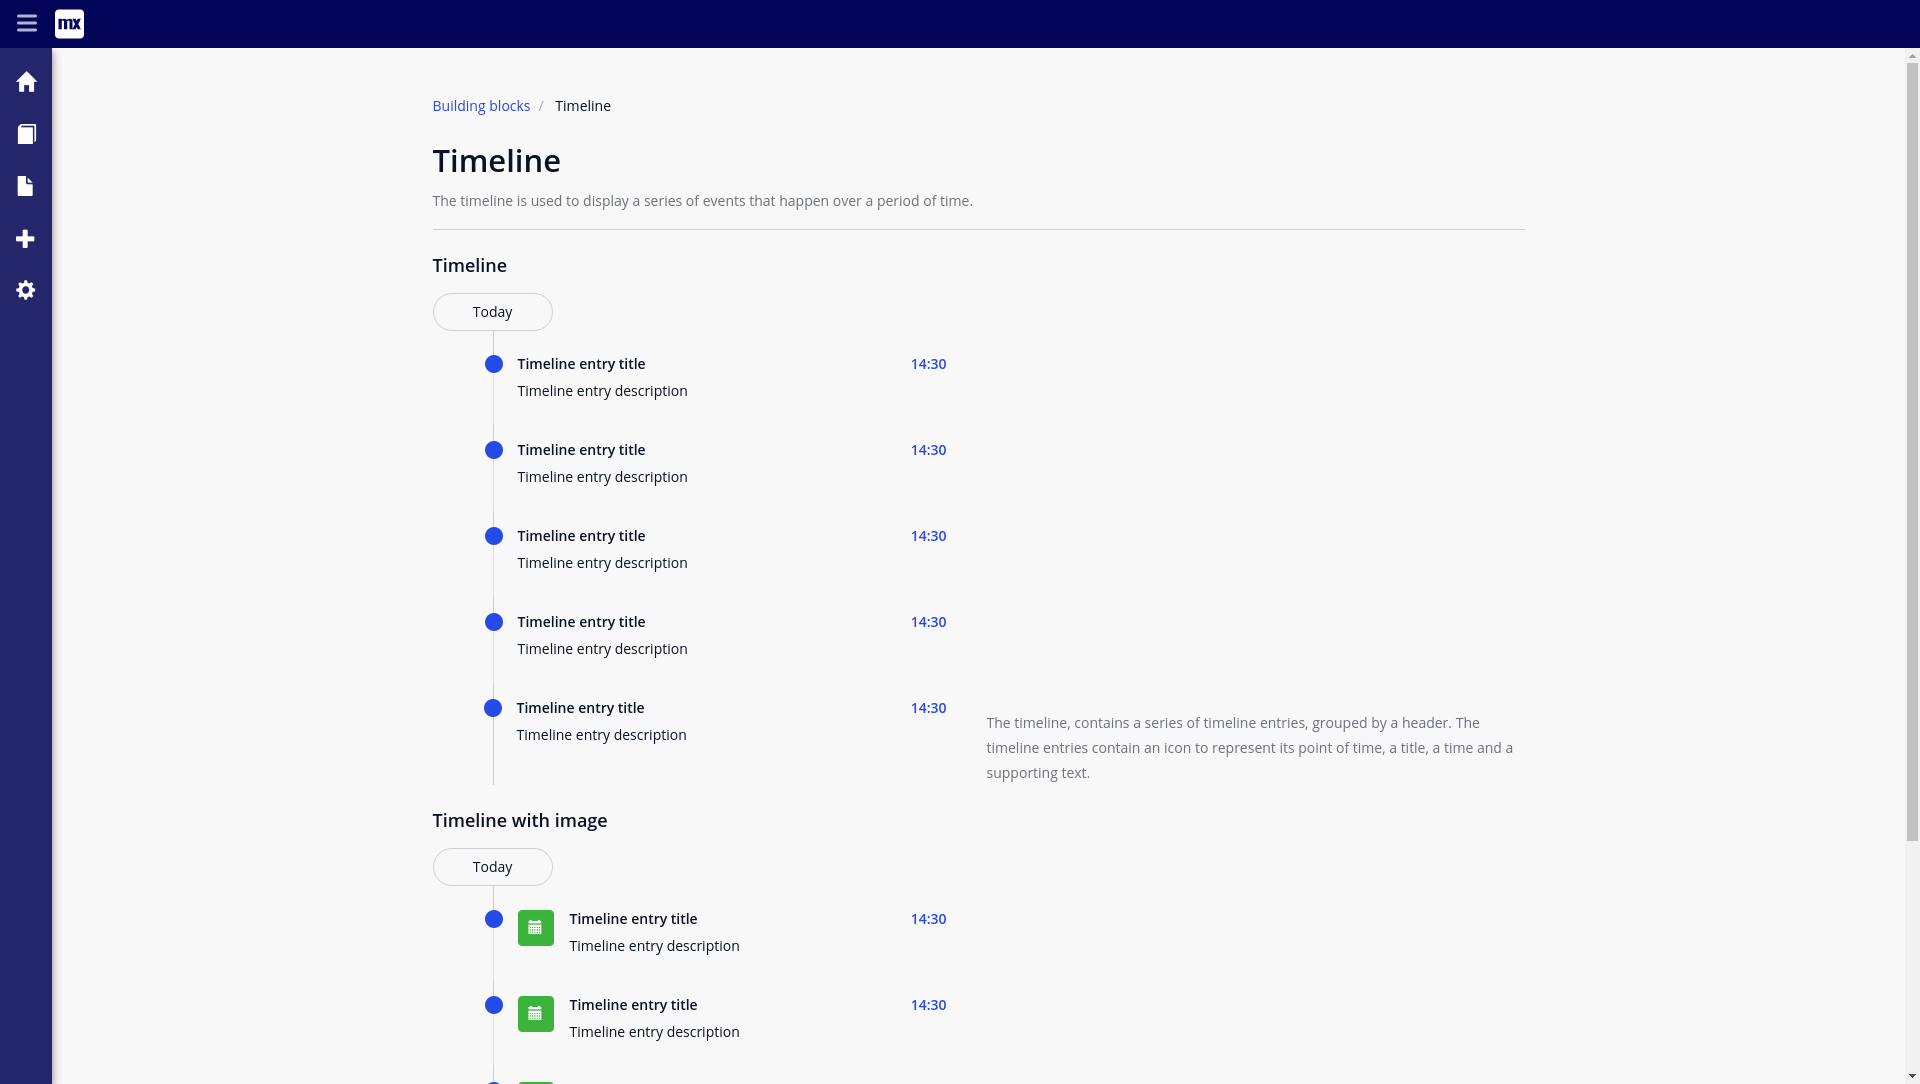 mx
Building blocks / Timeline
Timeline
The timeline is used to display a series of events that happen over a period of time.
Timeline
Today
Timeline entry title 14:30
Timeline entry description
Timeline entry title 14:30
Timeline entry description
Timeline entry title 14:30
Timeline entry description
Timeline entry title 14:30
Timeline entry description
Timeline entry title 14:30
Timeline entry description
The timeline, contains a series of timeline entries, grouped by a header. The
timeline entries contain an icon to represent its point of time, a title, a time and a
supporting text.
Timeline with image
Today
Timeline entry title 14:30
Timeline entry description
Timeline entry title 14:30
Timeline entry description